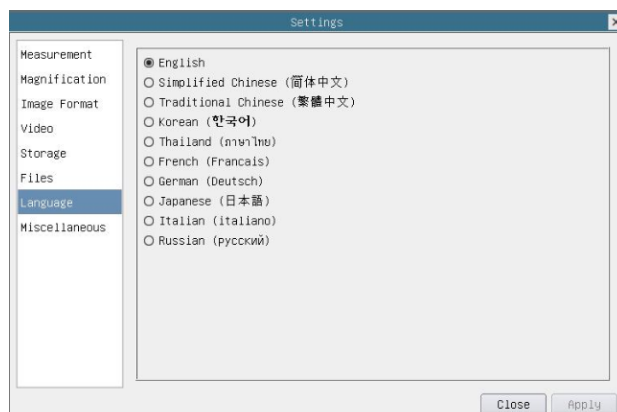 Settings
Measurement
Magnification
Image Format
Video
Storage
Files
Language
Miscellaneous
English
Simplified Chinese (简体中文)
Traditional Chinese (繁體中文)
Korean (한국어)
Thailand (ภาษาไทย)
French (Francais)
German (Deutsch)
Japanese (日本語)
Italian (italiano)
Russian (русский)
Close
Apply